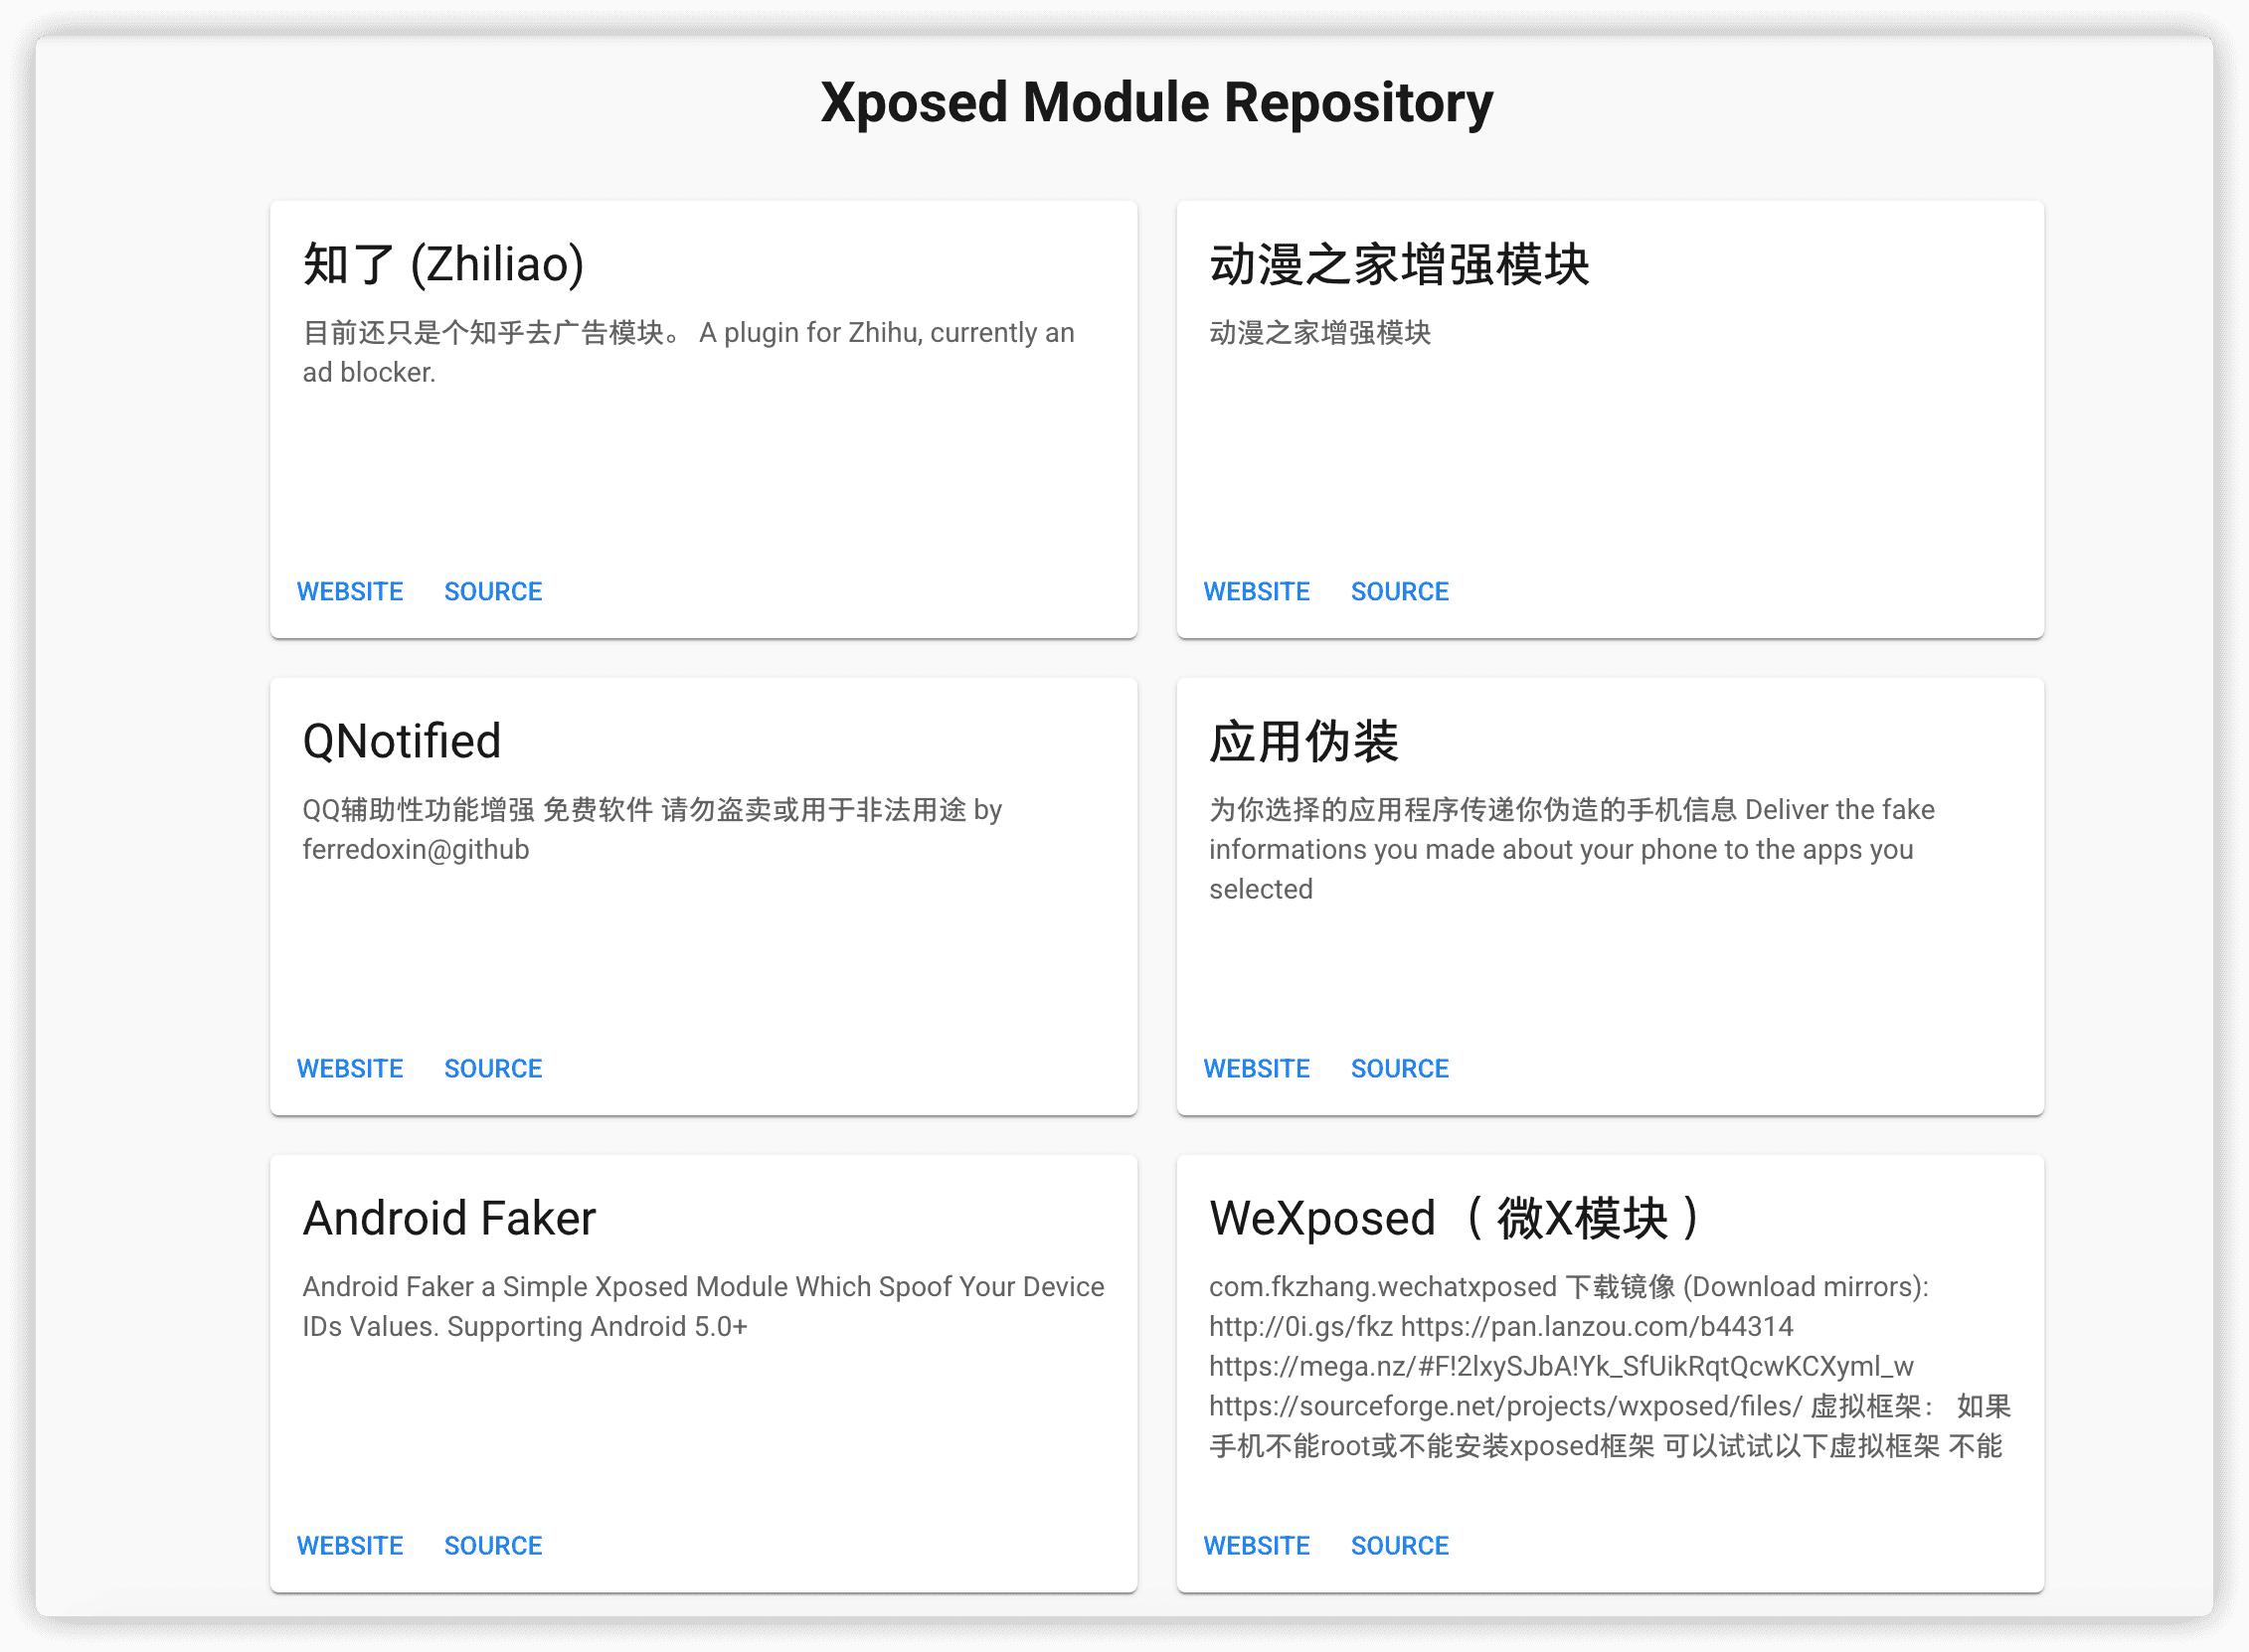 Xposed Module Repository
知了 (Zhiliao)
目前还只是个知乎去广告模块。 A plugin for Zhihu, currently an
ad blocker.
WEBSITE SOURCE
动漫之家增强模块
动漫之家增强模块
WEBSITE SOURCE
QNotified
QQ辅助性功能增强 免费软件 请勿盗卖或用于非法用途 by
ferredoxin@github
WEBSITE SOURCE
应用伪装
为你选择的应用程序传递你伪造的手机信息 Deliver the fake
informations you made about your phone to the apps you
selected
WEBSITE SOURCE
Android Faker
Android Faker a Simple Xposed Module Which Spoof Your Device
IDs Values. Supporting Android 5.0+
WEBSITE SOURCE
WeXposed（微X模块）
com.fkzhang.wechatxposed 下载镜像 (Download mirrors):
http://0i.gs/fkz https://pan.lanzou.com/b44314
https://mega.nz/#F!2lxySJbA!Yk_SfUikRqtQcwKCXyml_w
https://sourceforge.net/projects/wxposed/files/ 虚拟框架： 如果
手机不能root或不能安装xposed框架 可以试试以下虚拟框架 不能
WEBSITE SOURCE